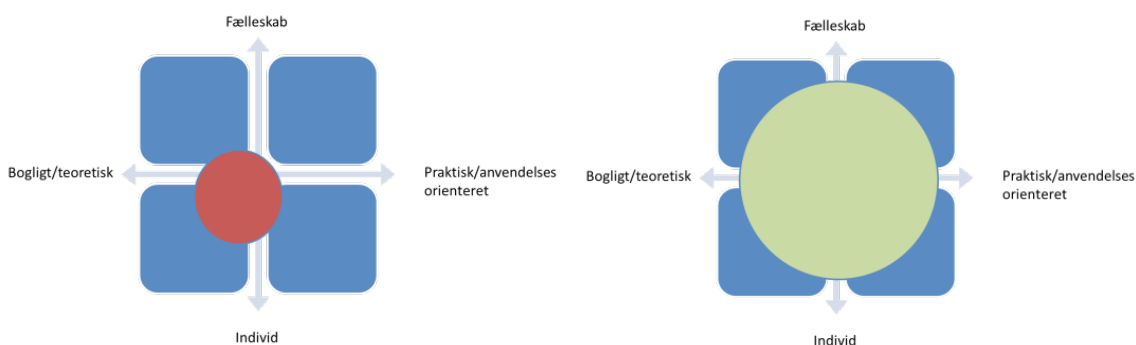 Fælleskab
Bogligt/teoretisk
Praktisk/anvendelses
orienteret
Individ
Fælleskab
Bogligt/teoretisk
Praktisk/anvendelses
orienteret
Individ